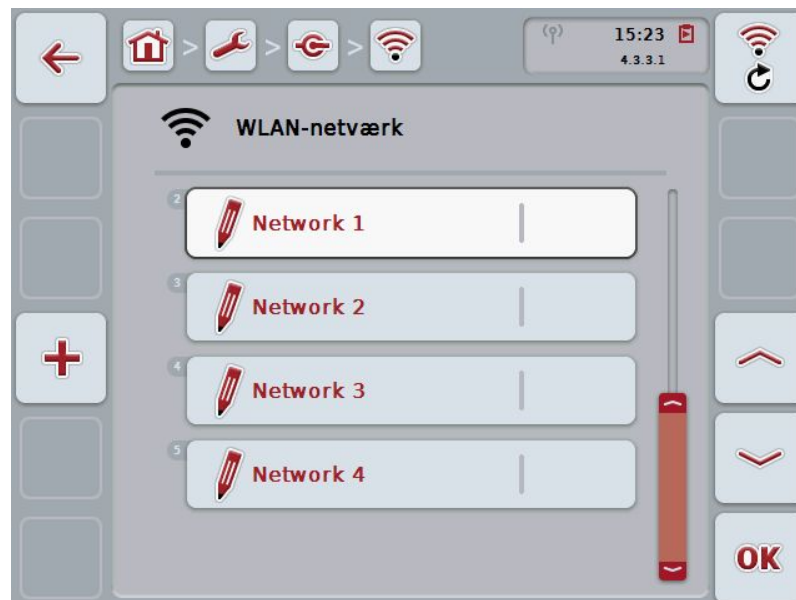 15:23
4.3.3.1
WLAN-netværk
2
Network 1
3
Network 2
4
Network 3
5
Network 4
OK